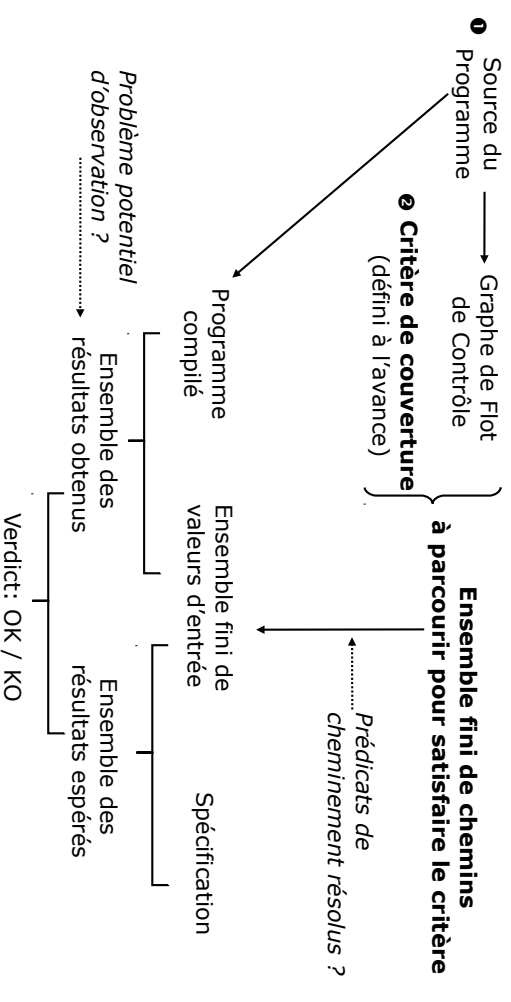 ❶
Source du
Programme
Graphe de Flot
de Contrôle
❷ Critère de couverture
(défini à l’avance)
Ensemble fini de chemins
à parcourir pour satisfaire le critère
Prédicats de
cheminement résolus ?
Programme
compilé
Ensemble fini de
valeurs d’entrée
Spécification
Problème potentiel
d’observation ?
Ensemble des
résultats obtenus
Ensemble des
résultats espérés
Verdict: OK / KO